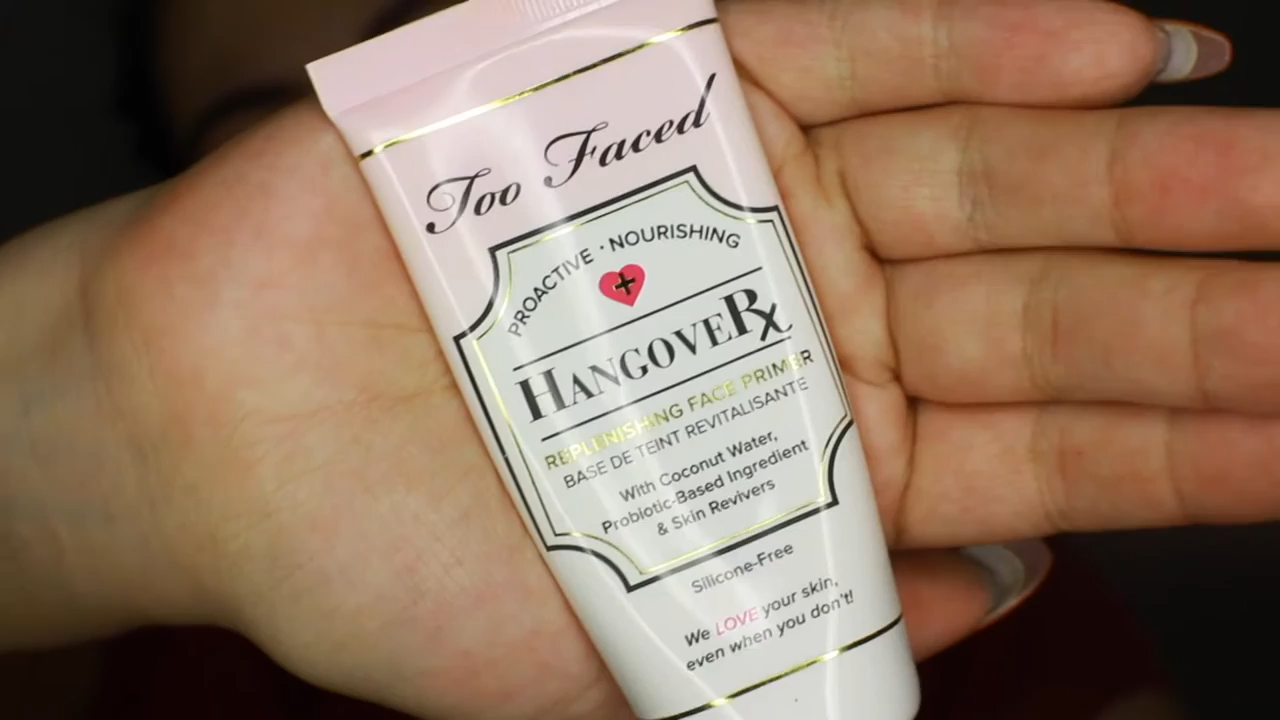 Too Faced
PROACTIVE · NOURISHING
HANGOVERx
REPLENISHING FACE PRIMER
BASE DE TEINT REVITALISANTE
With Coconut Water,
Probiotic-Based Ingredient
& Skin Revivers
Silicone-Free
We LOVE your skin,
even when you don't!